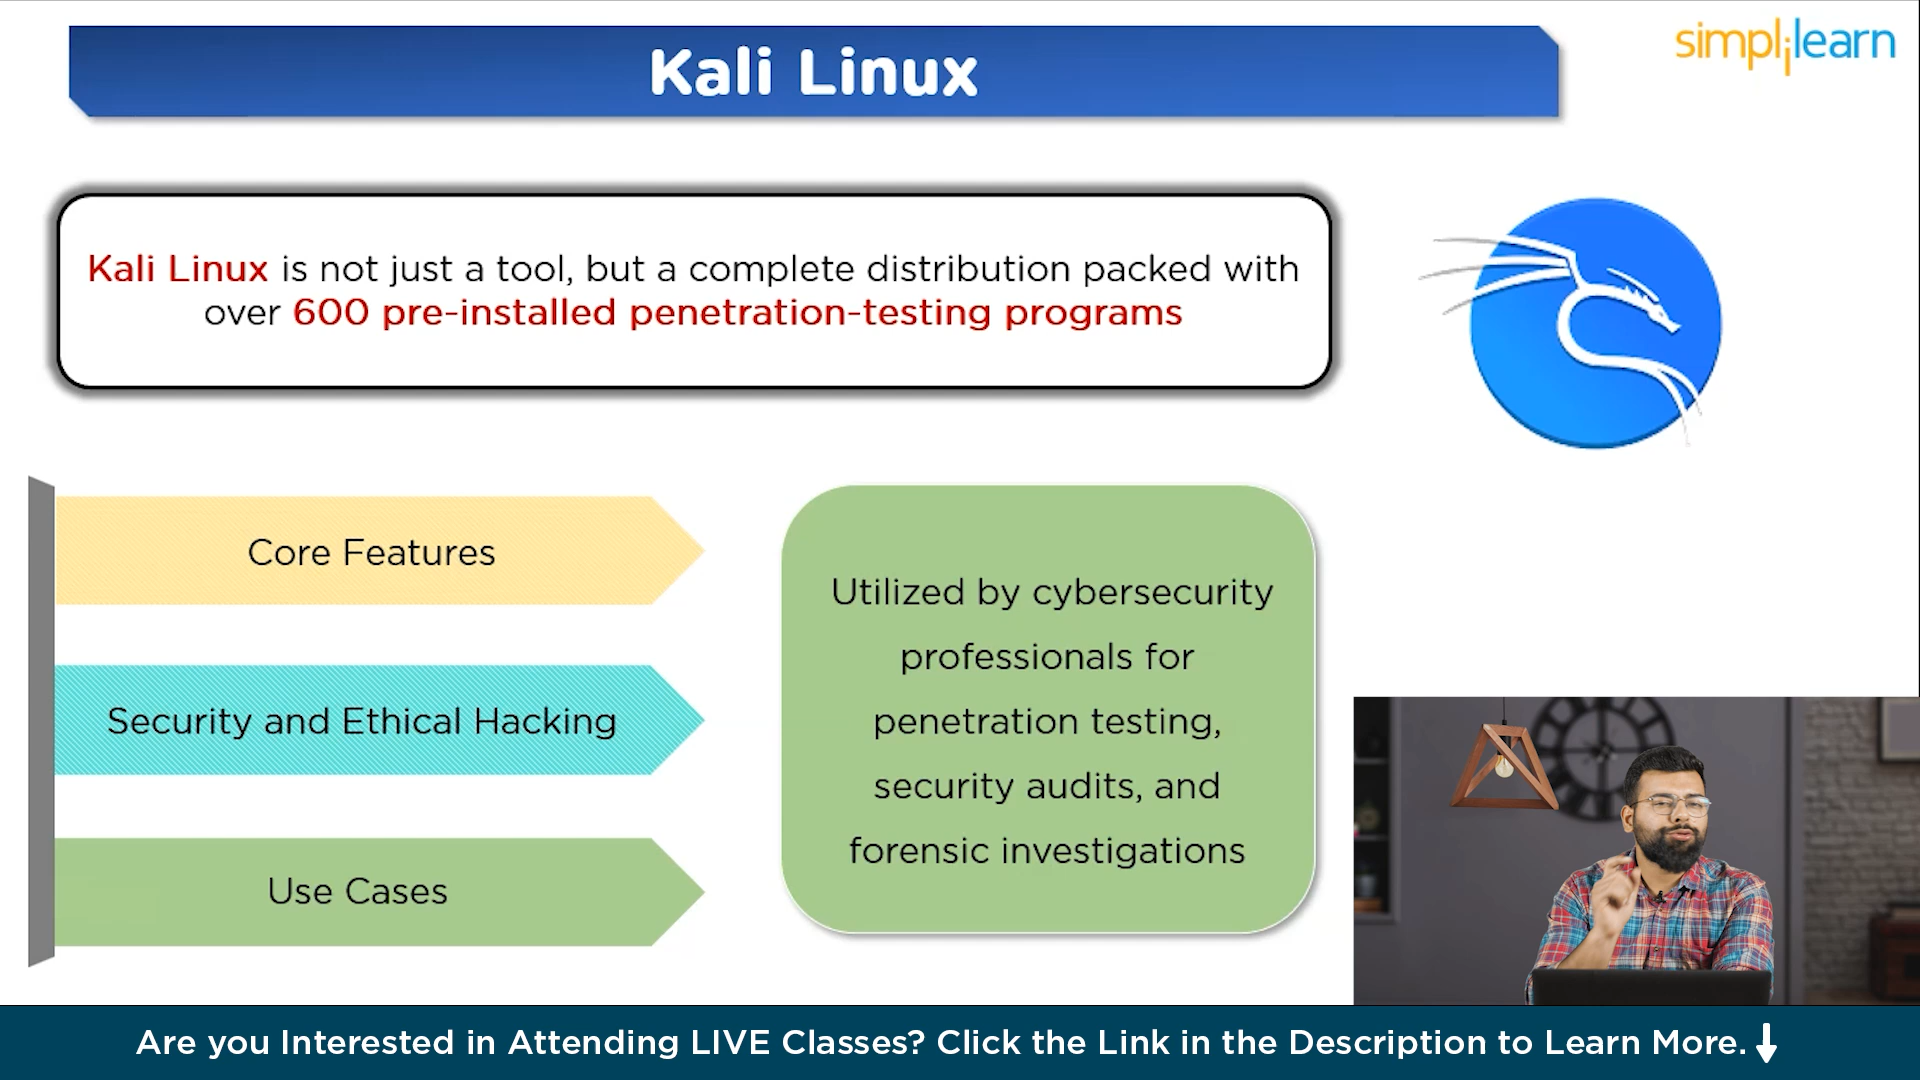 Kali Linux
simplilearn
Kali Linux is not just a tool, but a complete distribution packed with
over 600 pre-installed penetration-testing programs
Core Features
Security and Ethical Hacking
Use Cases
Utilized by cybersecurity
professionals for
penetration testing,
security audits, and
forensic investigations
Are you Interested in Attending LIVE Classes? Click the Link in the Description to Learn More.